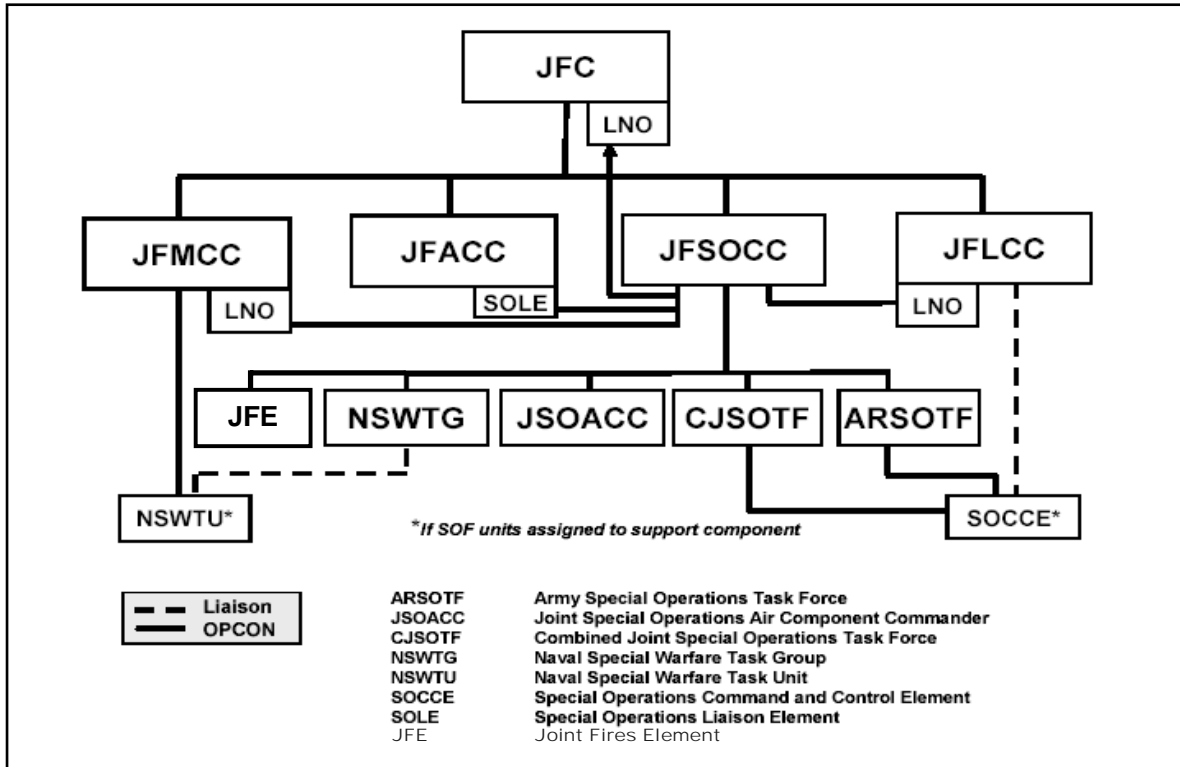 JFC
LNO
JFMCC
JFACC
JFSOCC
JFLCC
LNO
SOLE
LNO
JFE
NSWTG
JSOACC
CJSOTF
ARSOTF
NSWTU*
*If SOF units assigned to support component
SOCCE*
Liaison
OPCON
ARSOTF Army Special Operations Task Force
JSOACC Joint Special Operations Air Component Commander
CJSOTF Combined Joint Special Operations Task Force
NSWTG Naval Special Warfare Task Group
NSWTU Naval Special Warfare Task Unit
SOCCE Special Operations Command and Control Element
SOLE Special Operations Liaison Element
JFE Joint Fires Element